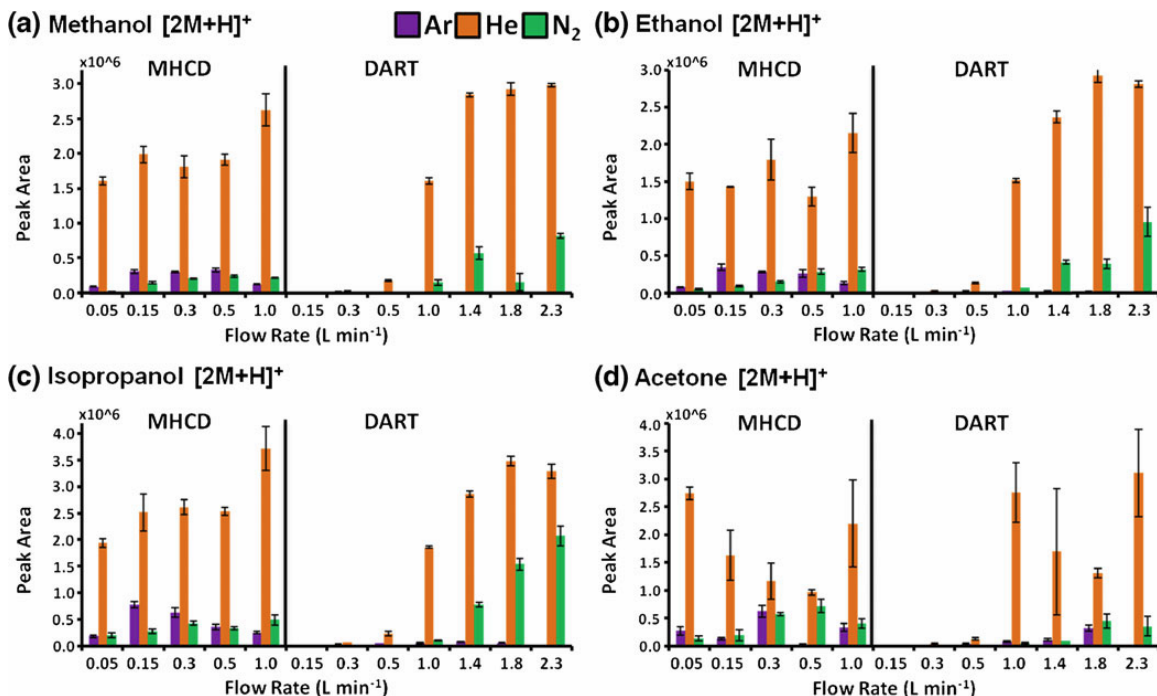 (a) Methanol [2M+H]⁺
Ar He N₂
(b) Ethanol [2M+H]⁺
x10^6
MHCD
DART
3.0
2.5
2.0
1.5
1.0
0.5
0.0
Peak Area
0.05 0.15 0.3 0.5 1.0 0.15 0.3 0.5 1.0 1.4 1.8 2.3
Flow Rate (L min⁻¹)
x10^6
MHCD
DART
3.0
2.5
2.0
1.5
1.0
0.5
0.0
Peak Area
0.05 0.15 0.3 0.5 1.0 0.15 0.3 0.5 1.0 1.4 1.8 2.3
Flow Rate (L min⁻¹)
(c) Isopropanol [2M+H]⁺
x10^6
MHCD
DART
4.0
3.5
3.0
2.5
2.0
1.5
1.0
0.5
0.0
Peak Area
0.05 0.15 0.3 0.5 1.0 0.15 0.3 0.5 1.0 1.4 1.8 2.3
Flow Rate (L min⁻¹)
(d) Acetone [2M+H]⁺
x10^6
MHCD
DART
4.0
3.5
3.0
2.5
2.0
1.5
1.0
0.5
0.0
Peak Area
0.05 0.15 0.3 0.5 1.0 0.15 0.3 0.5 1.0 1.4 1.8 2.3
Flow Rate (L min⁻¹)